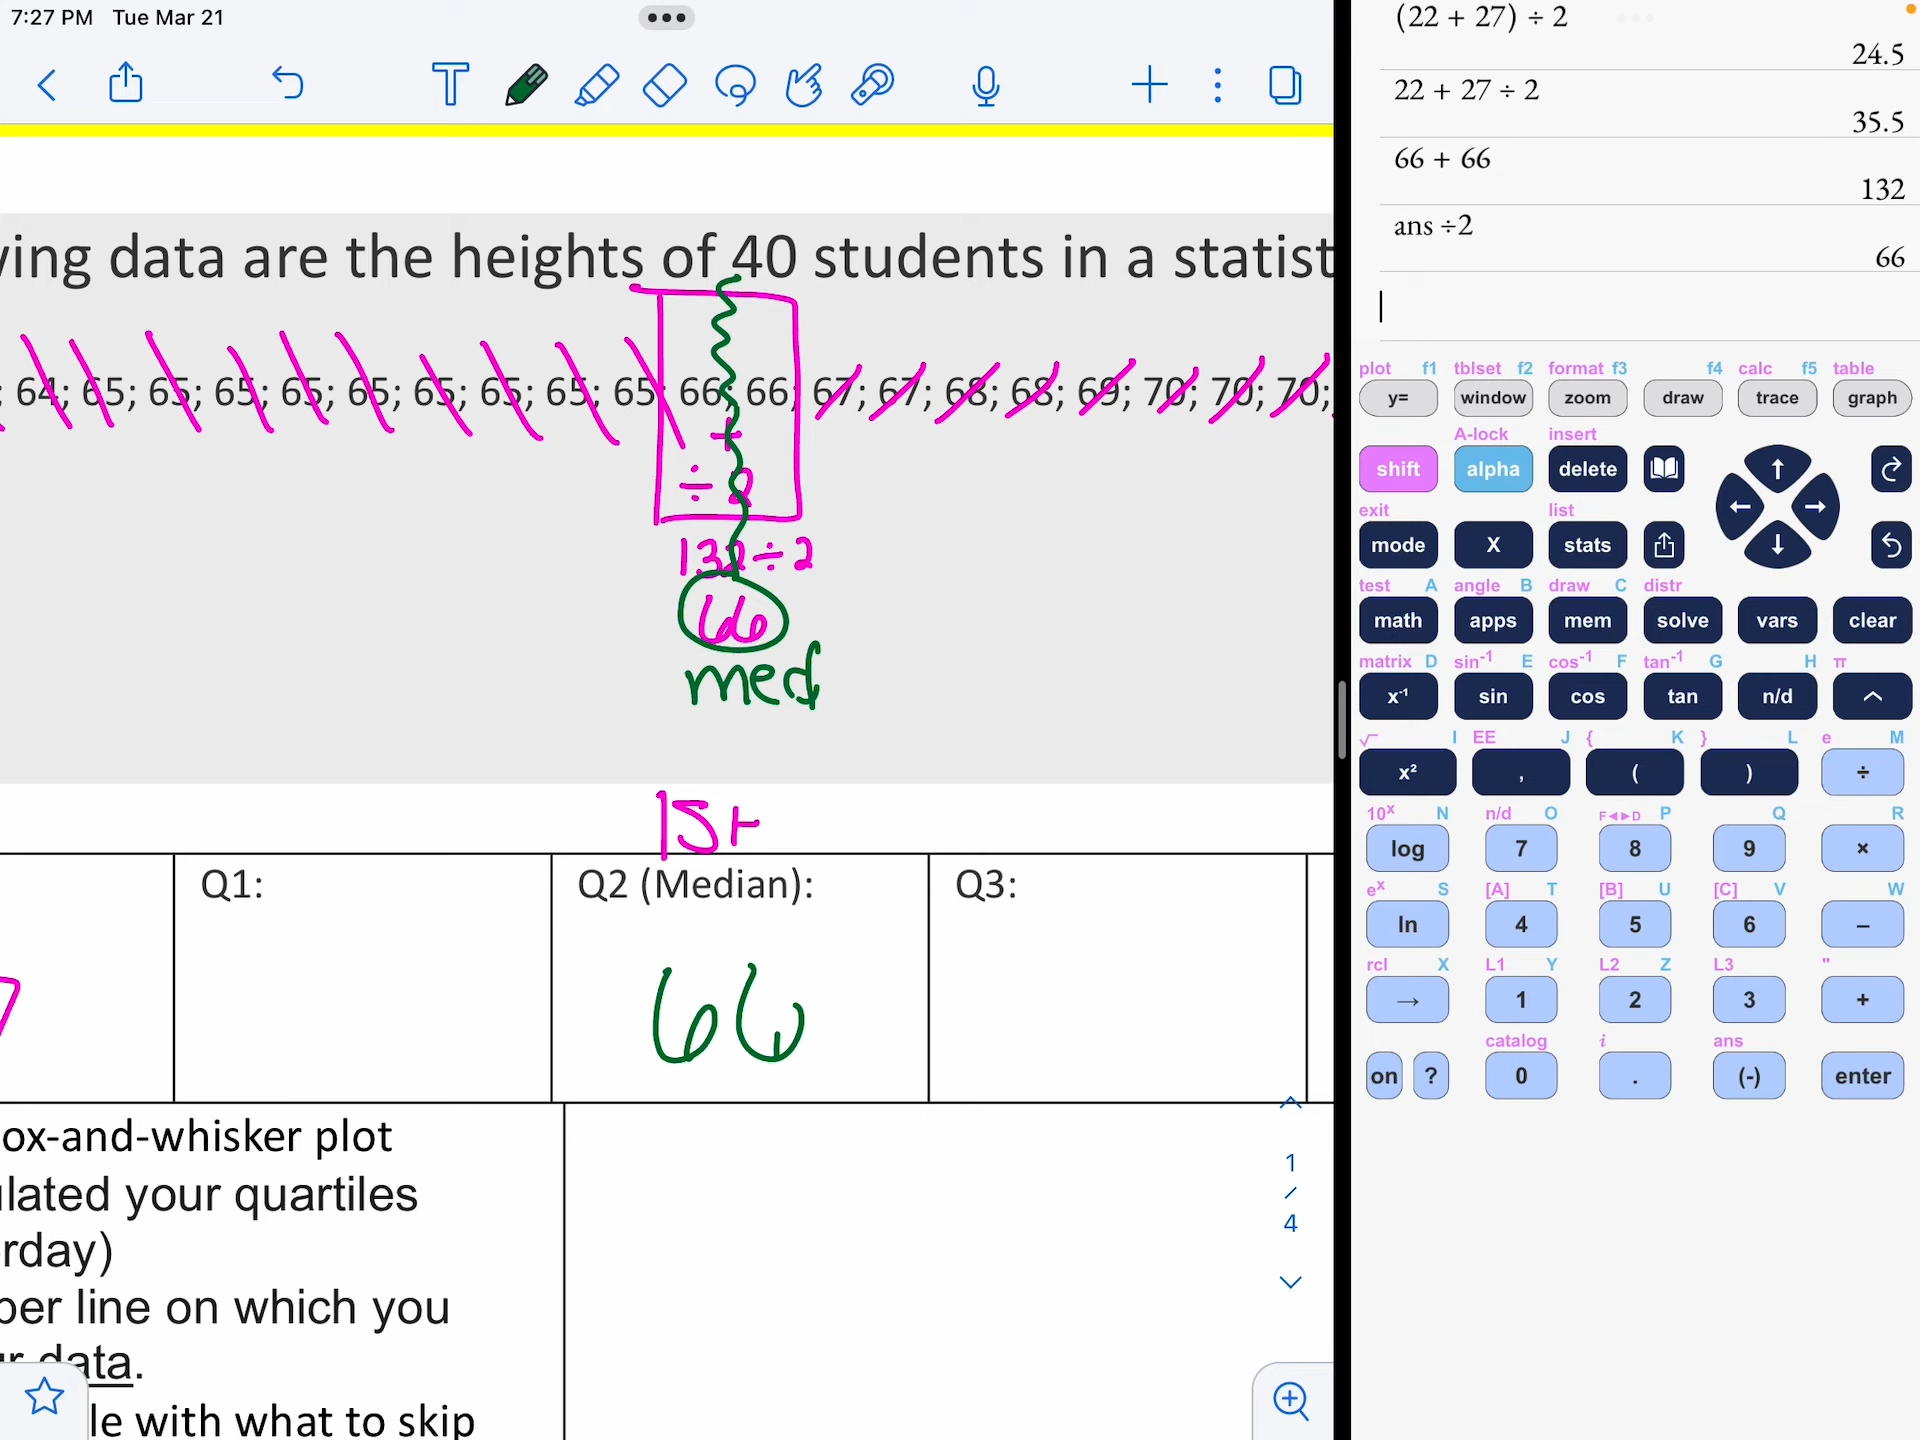 7:27 PM Tue Mar 21
ying data are the heights of 40 students in a statist
; 64; 65; 65; 65; 65; 65; 65; 65; 65; 65; 66; 66; 67; 67; 68; 68; 69; 70; 70; 70;
+
÷ 2
132 ÷ 2
66
med
1st
Q1:
Q2 (Median):
Q3:
7
66
ox-and-whisker plot
ulated your quartiles
rday)
ber line on which you
ur data.
le with what to skip
1
/
4
(22 + 27) ÷ 2
24.5
22 + 27 ÷ 2
35.5
66 + 66
132
ans ÷2
66
plot f1 tblset f2 format f3 f4 calc f5 table
y= window zoom draw trace graph
A-lock insert
shift alpha delete
exit list
mode X stats
test A angle B draw C distr
math apps mem solve vars clear
matrix D sin-1 E cos-1 F tan-1 G H π
x-1 sin cos tan n/d ^
√ I EE J { K } L e M
x² , ( ) ÷
10x N n/d O F◄►D P Q R
log 7 8 9 ×
ex S [A] T [B] U [C] V W
ln 4 5 6 −
rcl X L1 Y L2 Z L3 "
→ 1 2 3 +
catalog i ans
on ? 0 . (-) enter